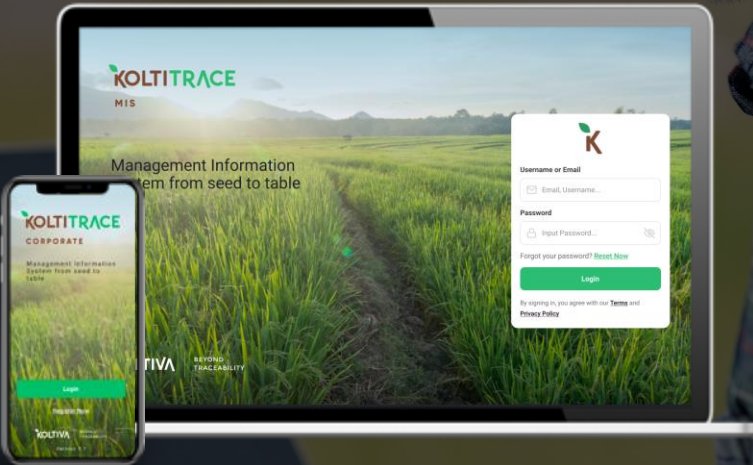 KOLTITRACE
MIS
Management Information
System from seed to table
K
Username or Email
Email, Username...
Password
Input Password...
Forgot your password? Reset Now
Login
By signing in, you agree with our Terms and
Privacy Policy
BEYOND
TRACEABILITY
KOLTITRACE
CORPORATE
Management Information
System from seed to
table
Login
Register Now
KOLTIVA